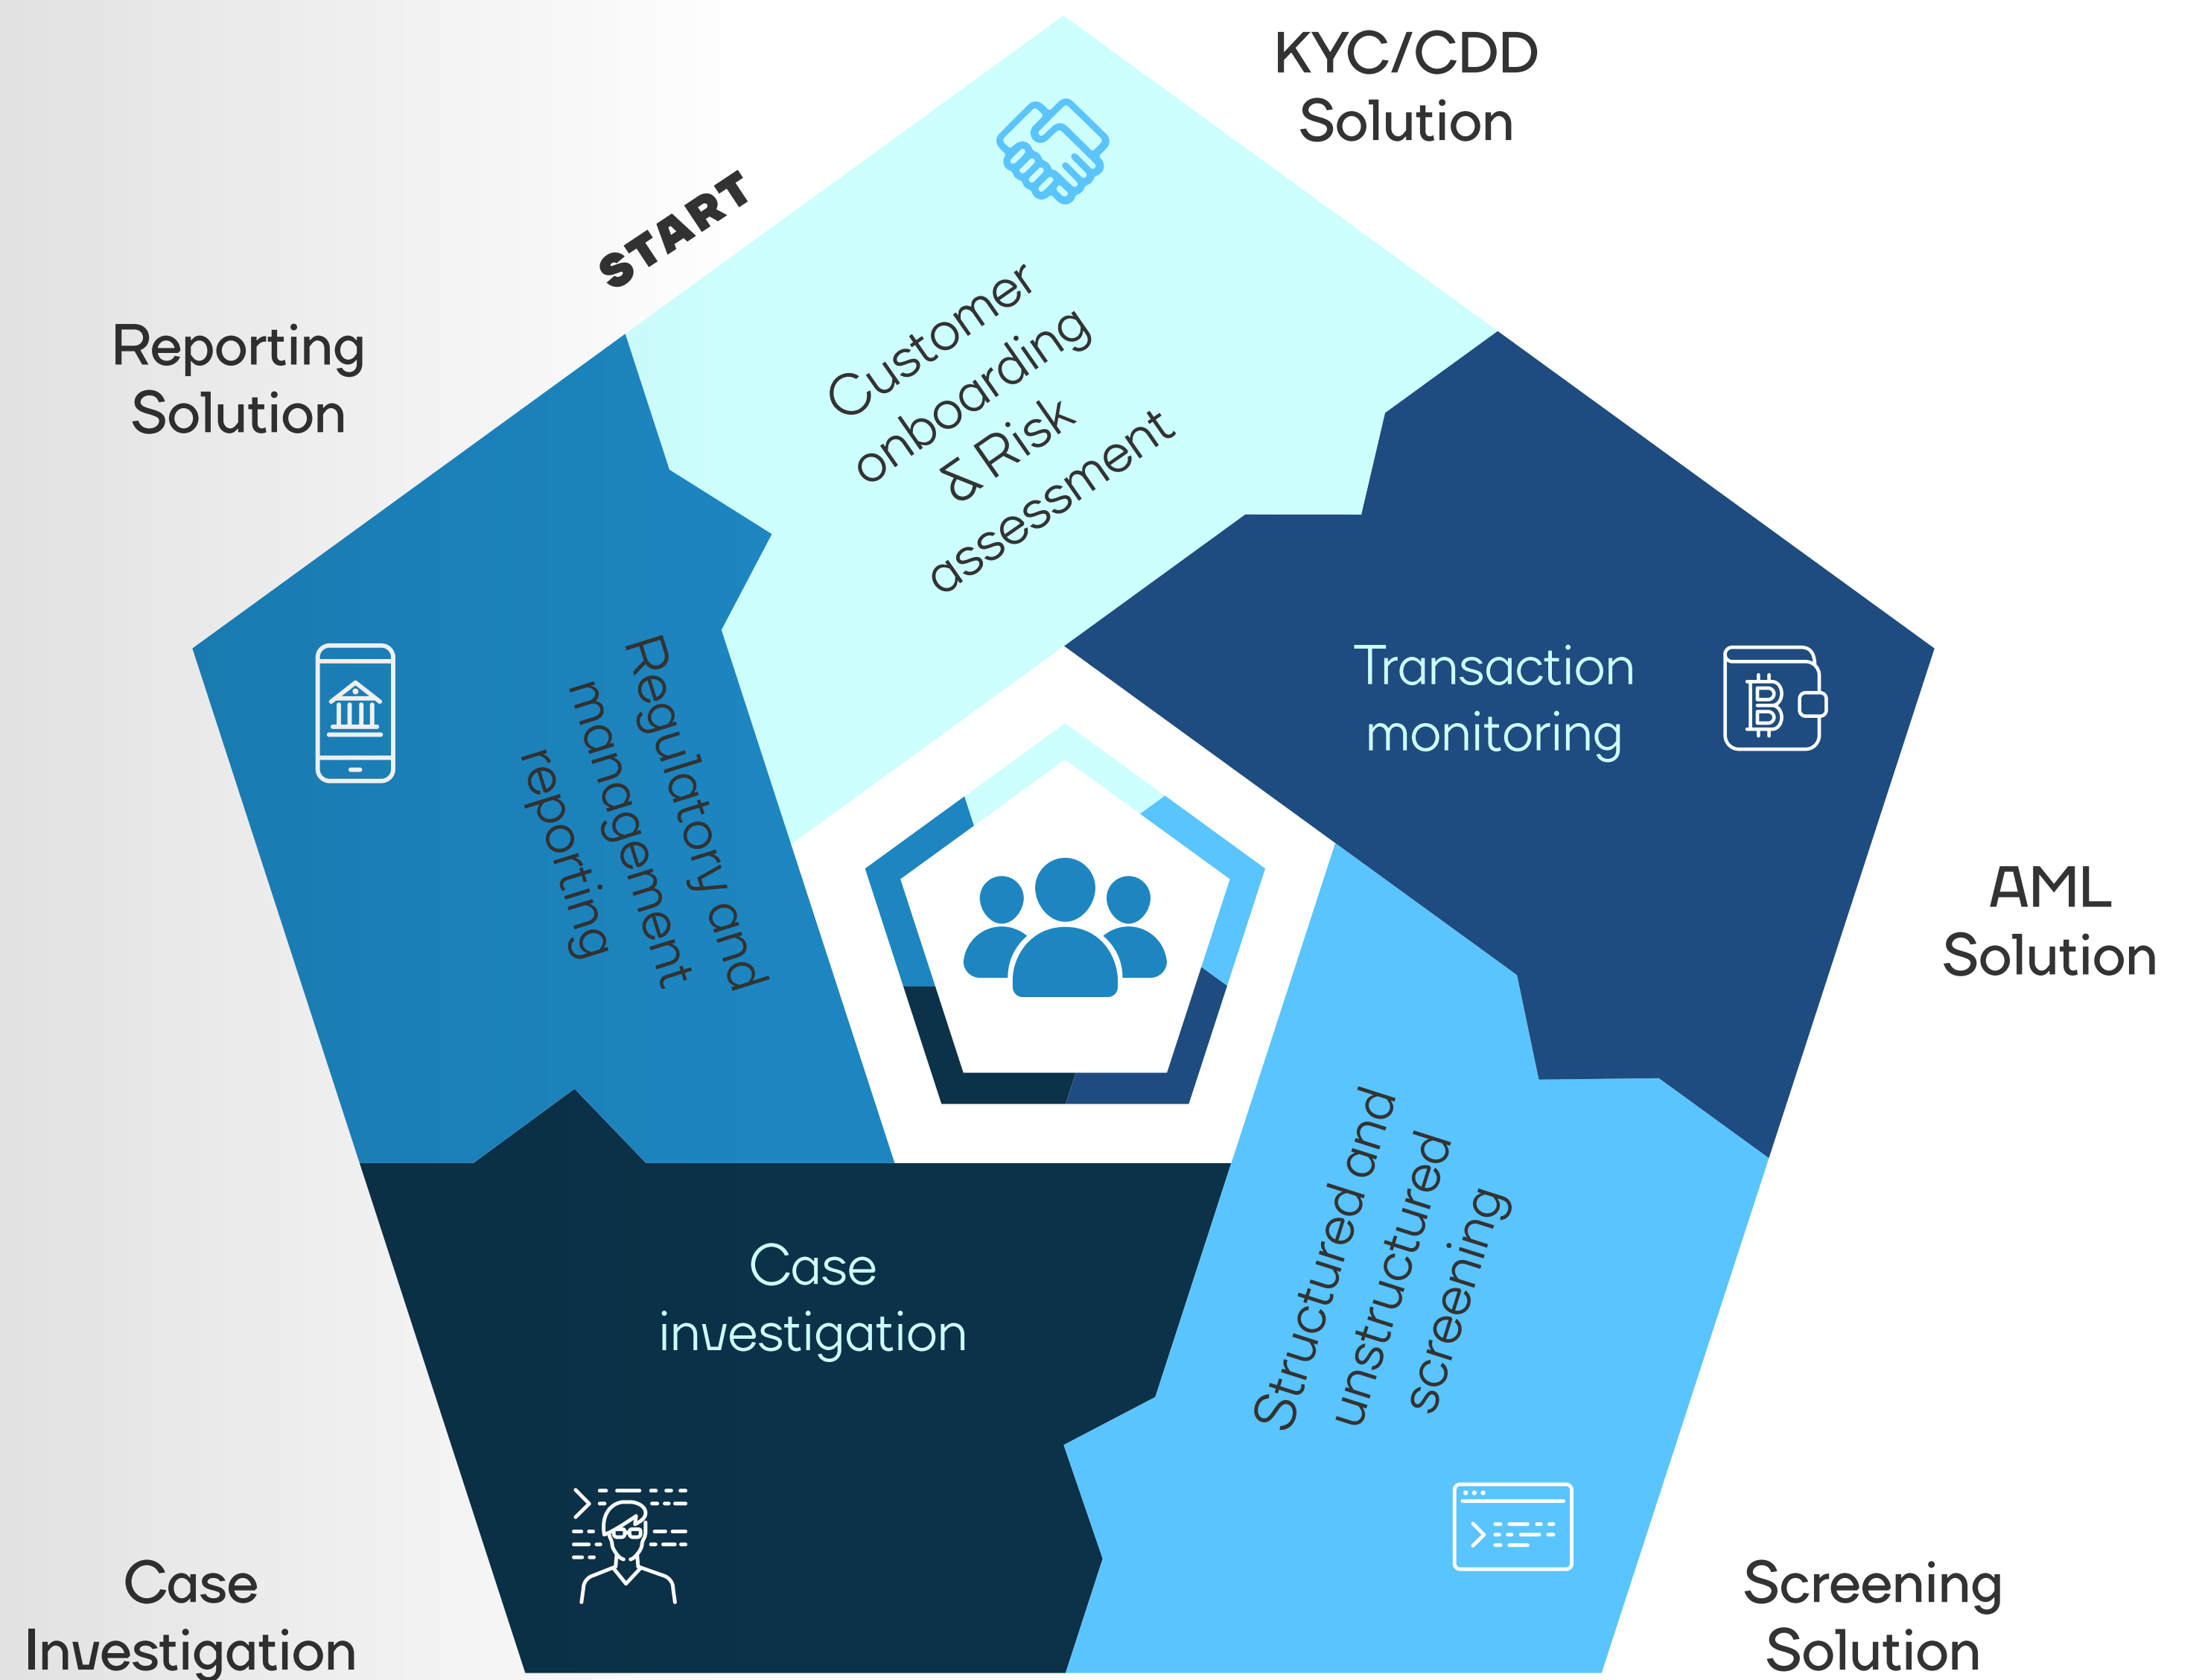 KYC/CDD
Solution
START
Customer
onboarding
& Risk
assessment
Transaction
monitoring
AML
Solution
Structured and
unstructured
screening
Screening
Solution
Case
investigation
Case
Investigation
Regulatory and
management
reporting
Reporting
Solution